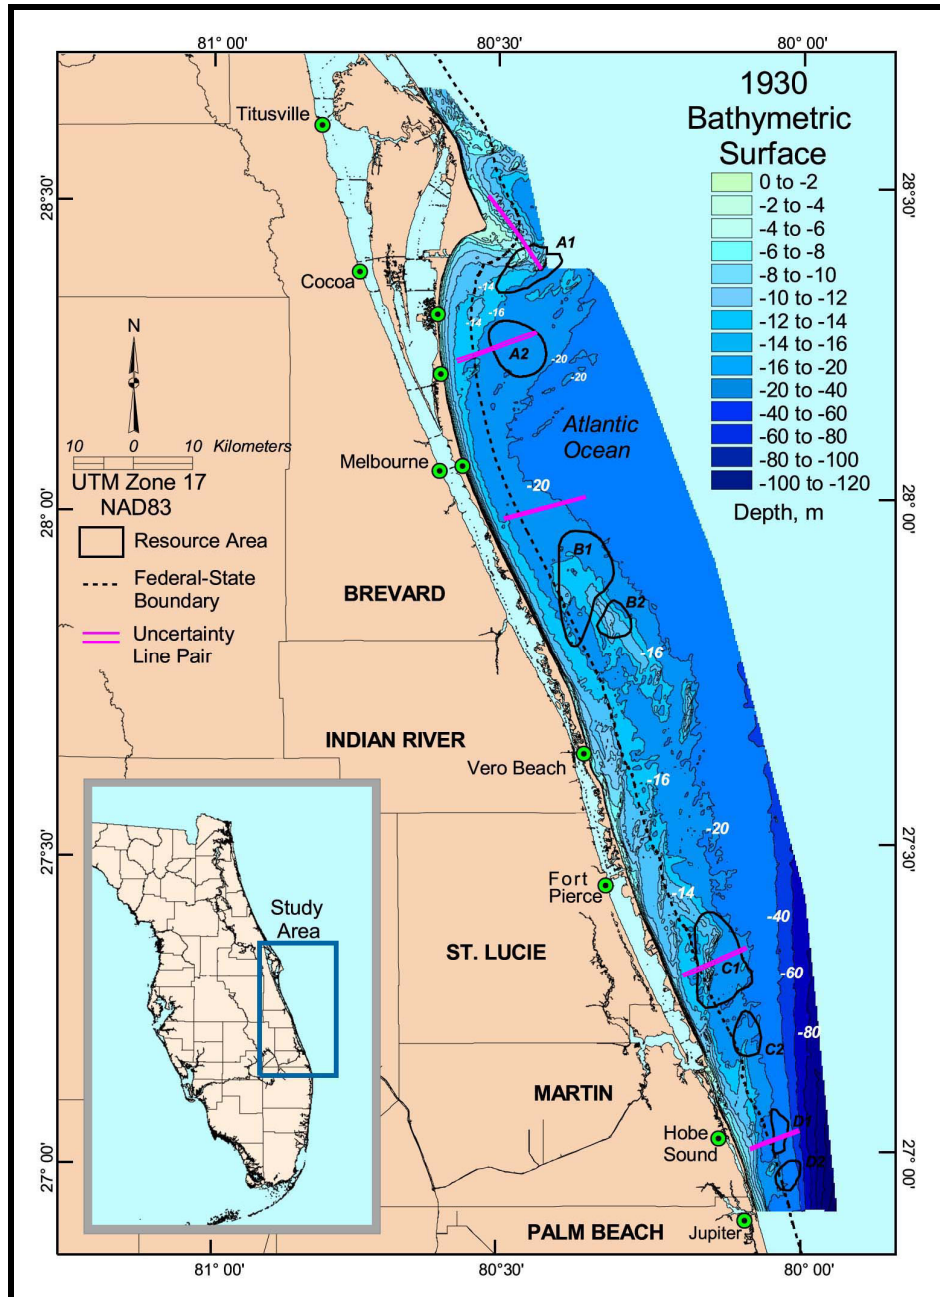 81° 00'
80°30'
80° 00'
1930
Bathymetric
Surface
0 to -2
-2 to -4
-4 to -6
-6 to -8
-8 to -10
-10 to -12
-12 to -14
-14 to -16
-16 to -20
-20 to -40
-40 to -60
-60 to -80
-80 to -100
-100 to -120
Depth, m
Titusville
28°30'
28°30'
A1
Cocoa
-14
-16
-14
N
A2
-20
-20
Atlantic
Ocean
10 0 10 Kilometers
UTM Zone 17
NAD83
Melbourne
-20
28° 00'
28° 00'
Resource Area
Federal-State
Boundary
Uncertainty
Line Pair
B1
B2
BREVARD
-16
INDIAN RIVER
Vero Beach
-16
-20
27°30'
27°30'
Fort
Pierce
-14
-40
Study
Area
ST. LUCIE
C1
-60
-80
C2
MARTIN
D1
Hobe
Sound
D2
27° 00'
27° 00'
PALM BEACH
Jupiter
81° 00'
80°30'
80° 00'